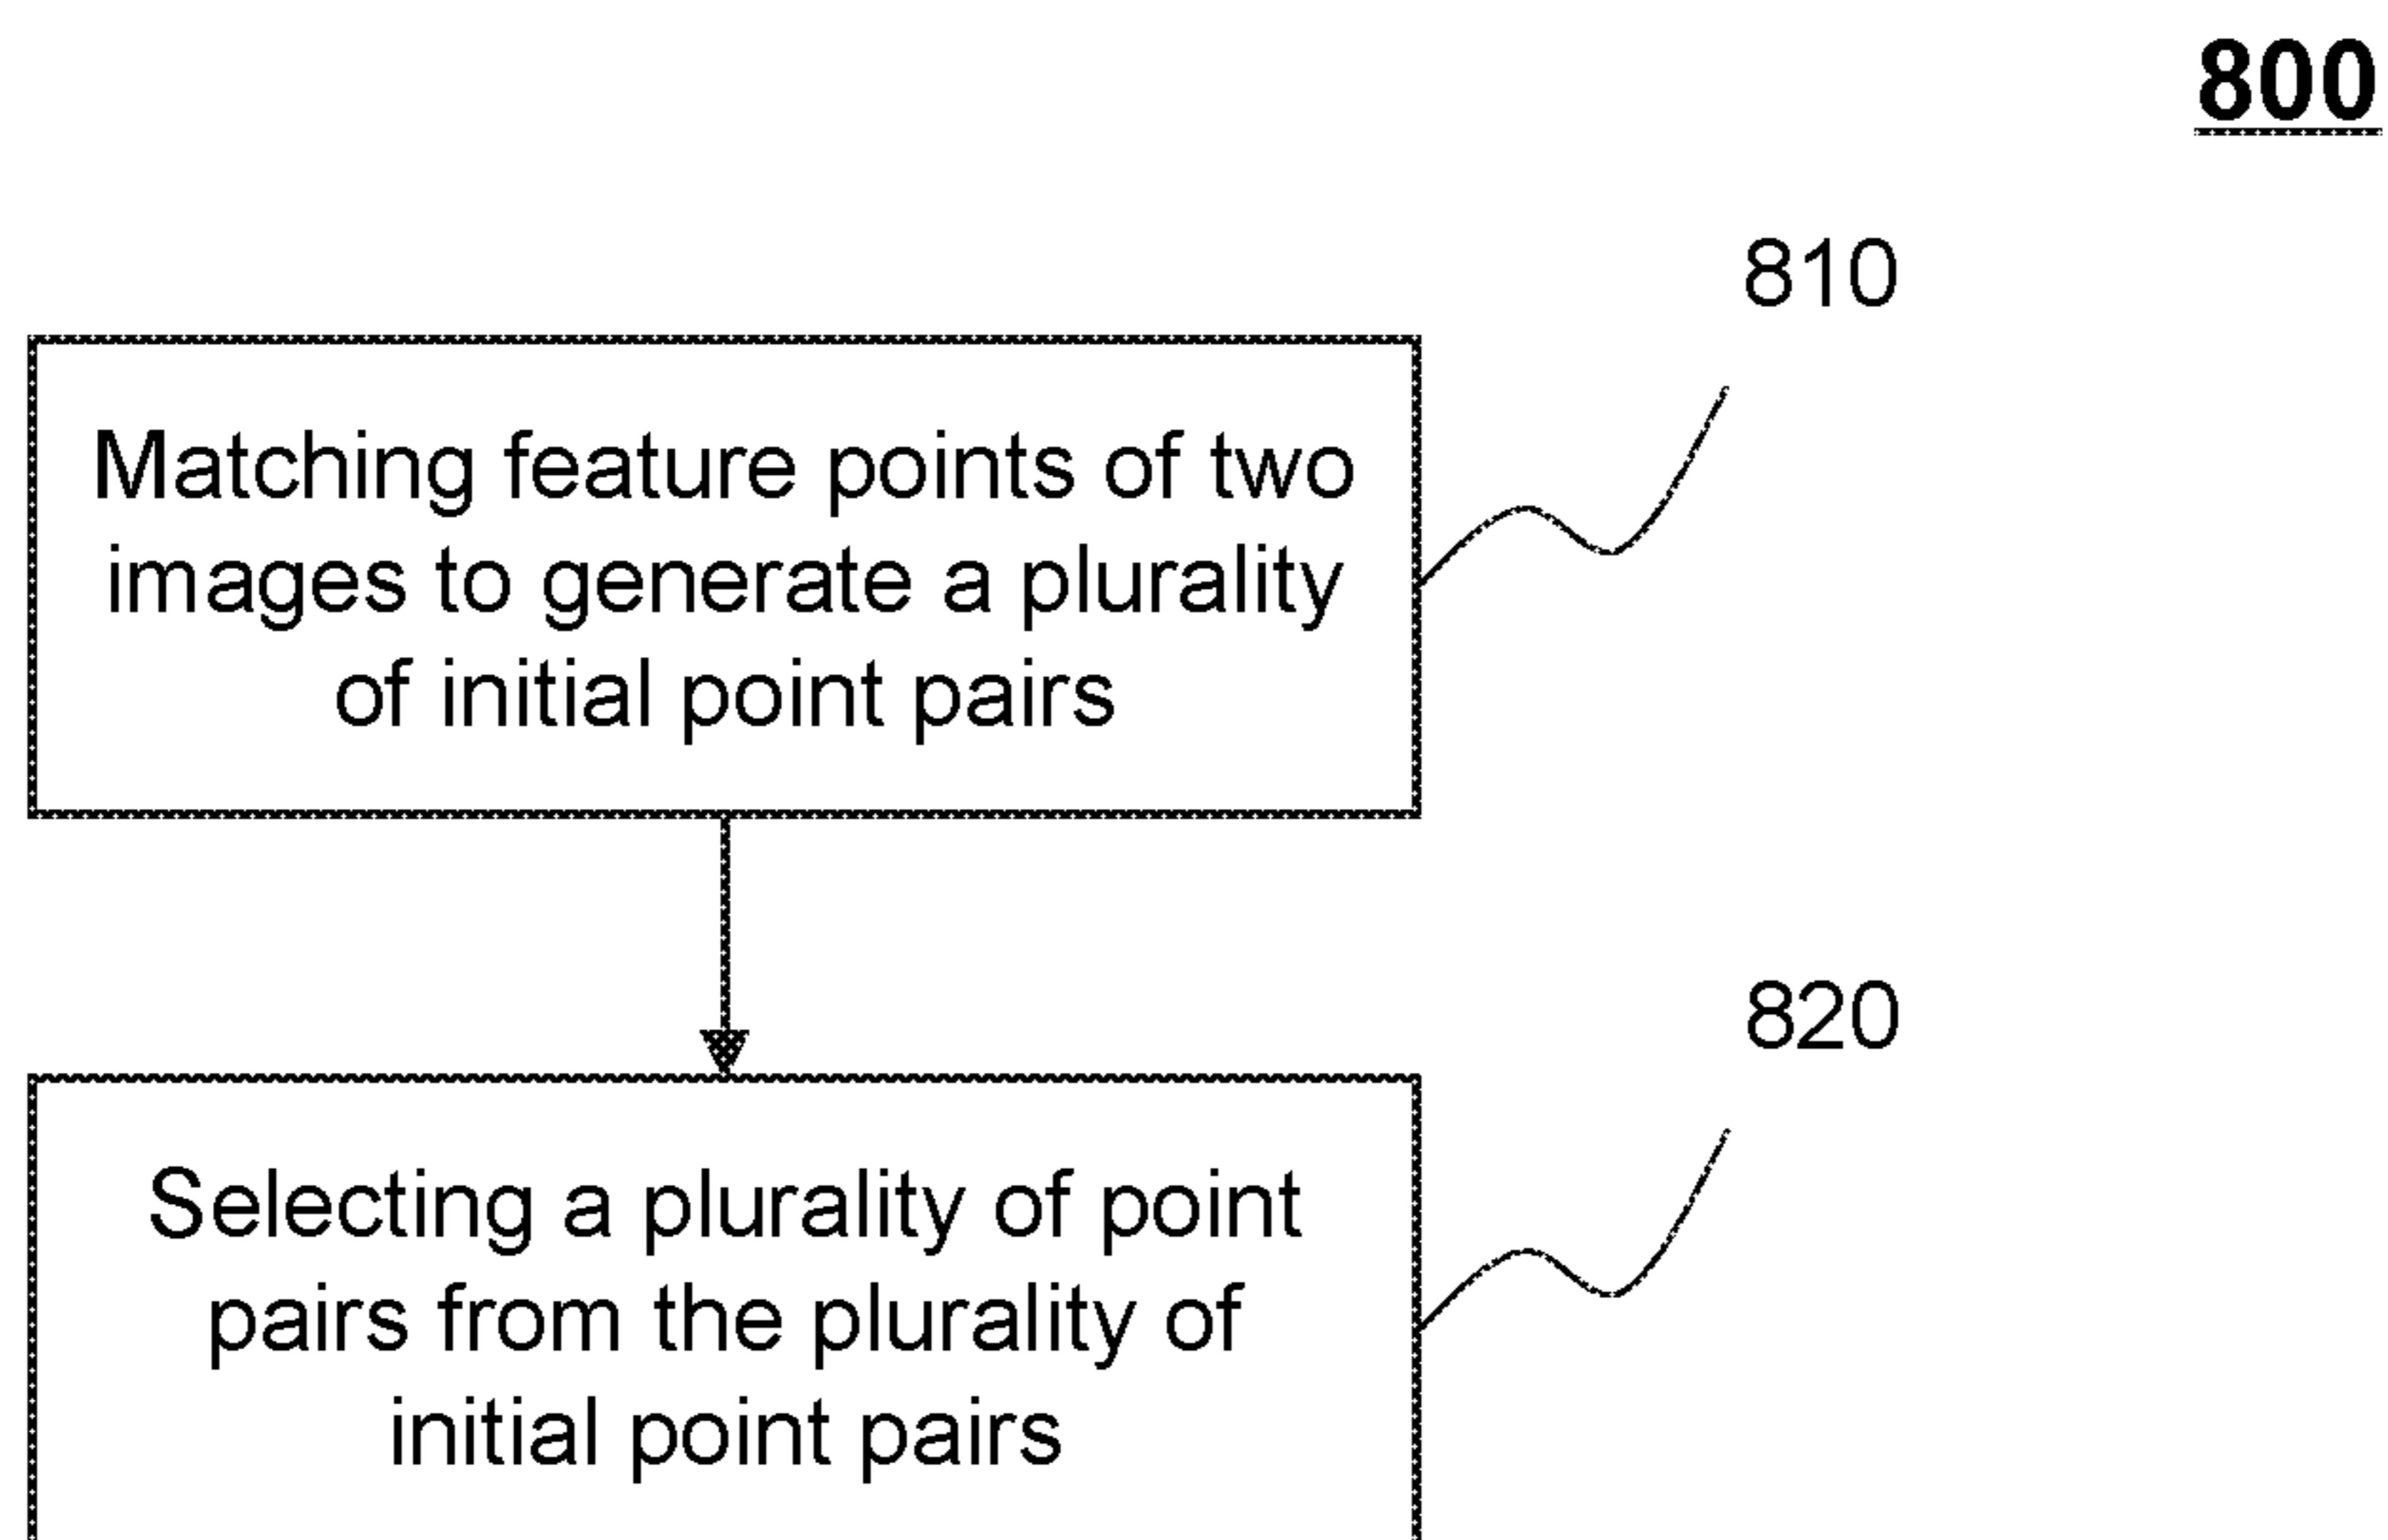 800
810
Matching feature points of two
images to generate a plurality
of initial point pairs
820
Selecting a plurality of point
pairs from the plurality of
initial point pairs